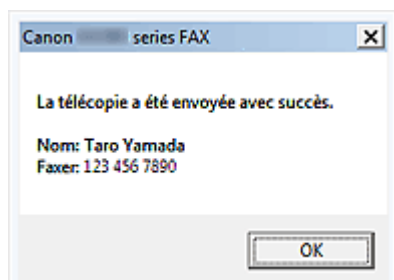 Canon series FAX
La télécopie a été envoyée avec succès.
Nom: Taro Yamada
Faxer: 123 456 7890
OK